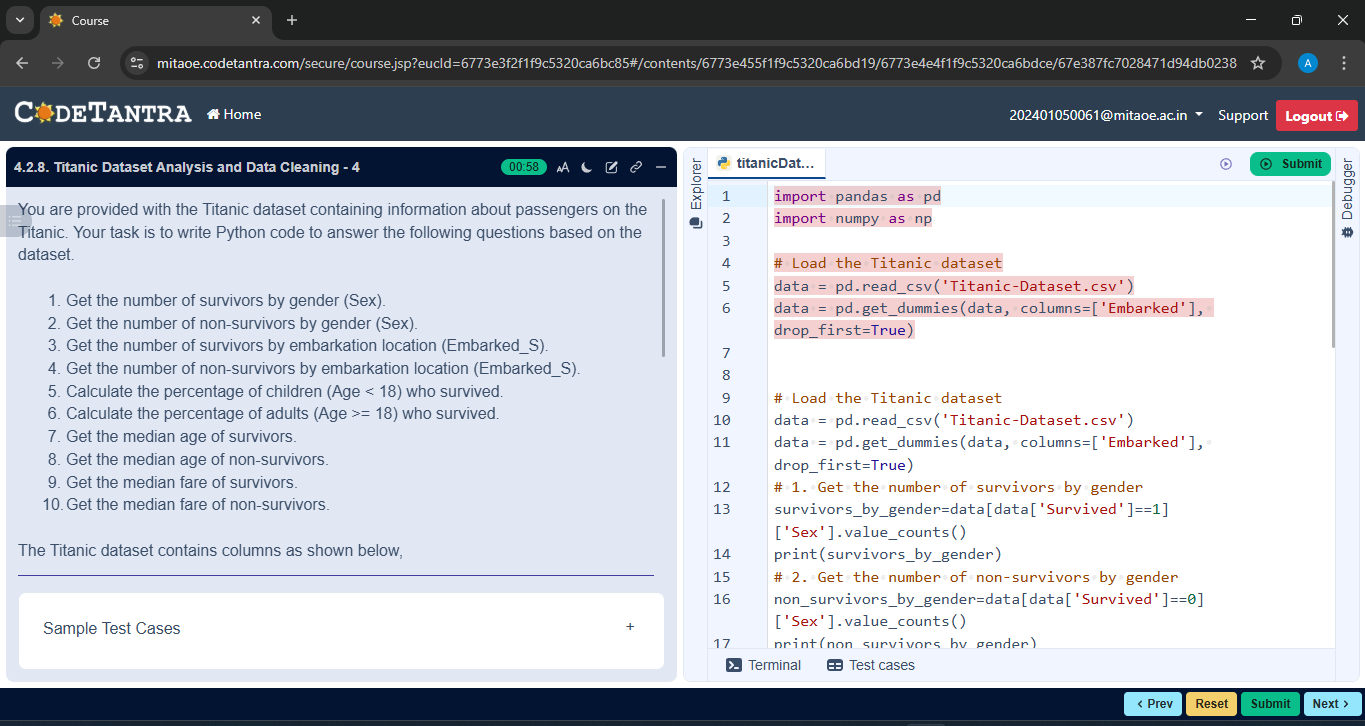 Course
mitaoe.codetantra.com/secure/course.jsp?eucId=6773e3f2f1f9c5320ca6bc85#/contents/6773e455f1f9c5320ca6bd19/6773e4e4f1f9c5320ca6bdce/67e387fc7028471d94db0238
A
CODETANTRA
Home
202401050061@mitaoe.ac.in
Support
Logout
4.2.8. Titanic Dataset Analysis and Data Cleaning - 4
00:58
AA
You are provided with the Titanic dataset containing information about passengers on the
Titanic. Your task is to write Python code to answer the following questions based on the
dataset.
1. Get the number of survivors by gender (Sex).
2. Get the number of non-survivors by gender (Sex).
3. Get the number of survivors by embarkation location (Embarked_S).
4. Get the number of non-survivors by embarkation location (Embarked_S).
5. Calculate the percentage of children (Age < 18) who survived.
6. Calculate the percentage of adults (Age >= 18) who survived.
7. Get the median age of survivors.
8. Get the median age of non-survivors.
9. Get the median fare of survivors.
10. Get the median fare of non-survivors.
The Titanic dataset contains columns as shown below,
Sample Test Cases
+
Explorer
titanicDat...
Submit
Debugger
1 import pandas as pd
2 import numpy as np
3
4 # Load the Titanic dataset
5 data = pd.read_csv('Titanic-Dataset.csv')
6 data = pd.get_dummies(data, columns=['Embarked'],
drop_first=True)
7
8
9 # Load the Titanic dataset
10 data = pd.read_csv('Titanic-Dataset.csv')
11 data = pd.get_dummies(data, columns=['Embarked'],
drop_first=True)
12 # 1. Get the number of survivors by gender
13 survivors_by_gender=data[data['Survived']==1]
['Sex'].value_counts()
14 print(survivors_by_gender)
15 # 2. Get the number of non-survivors by gender
16 non_survivors_by_gender=data[data['Survived']==0]
['Sex'].value_counts()
17 print(non_survivors_by_gender)
Terminal
Test cases
< Prev
Reset
Submit
Next >